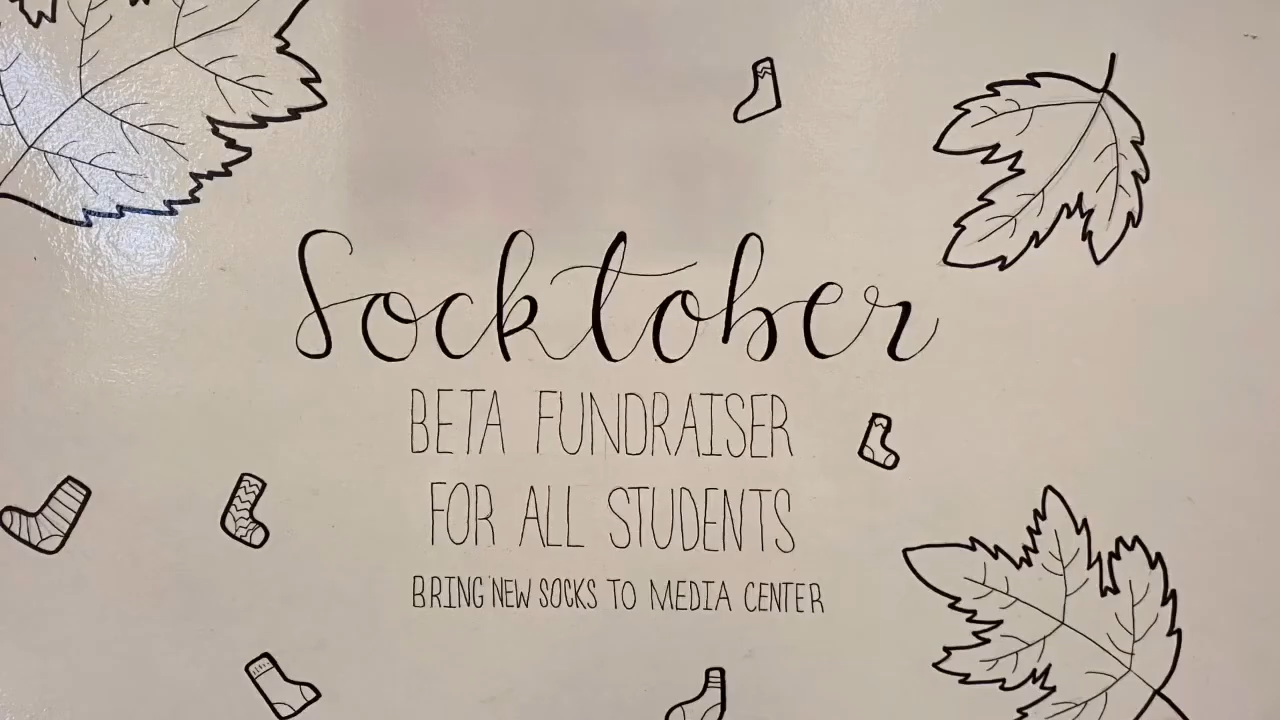 Socktober
BETA FUNDRAISER
FOR ALL STUDENTS
BRING NEW SOCKS TO MEDIA CENTER